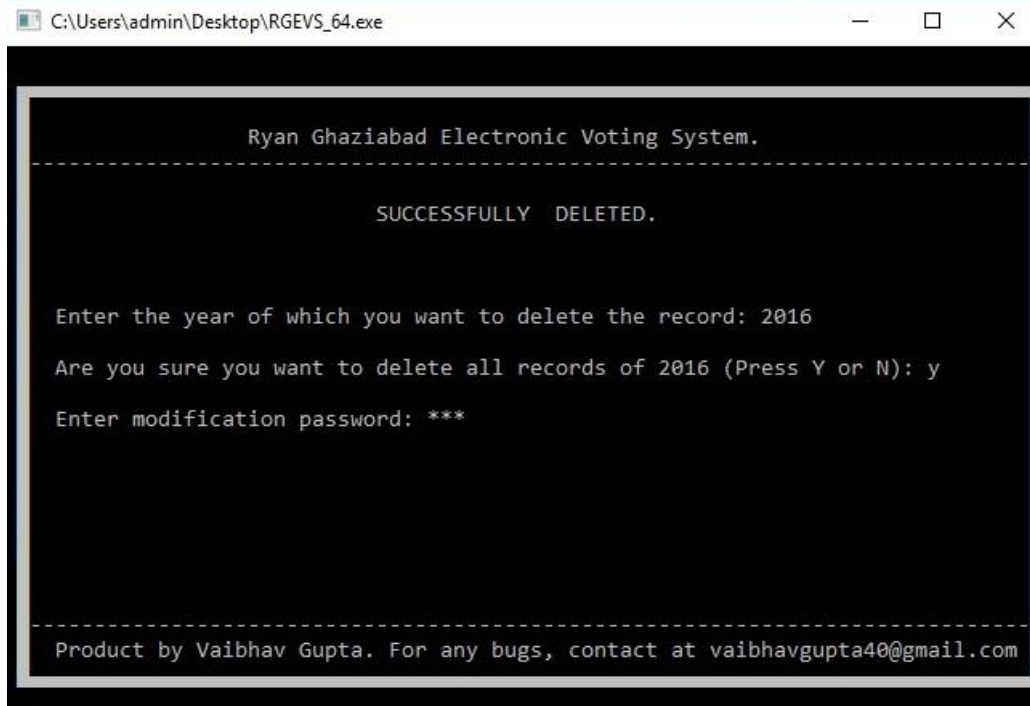 C:\Users\admin\Desktop\RGEVS_64.exe
Ryan Ghaziabad Electronic Voting System.
--------------------------------------------------------------------------------
SUCCESSFULLY  DELETED.
Enter the year of which you want to delete the record: 2016
Are you sure you want to delete all records of 2016 (Press Y or N): y
Enter modification password: ***
--------------------------------------------------------------------------------
Product by Vaibhav Gupta. For any bugs, contact at vaibhavgupta40@gmail.com